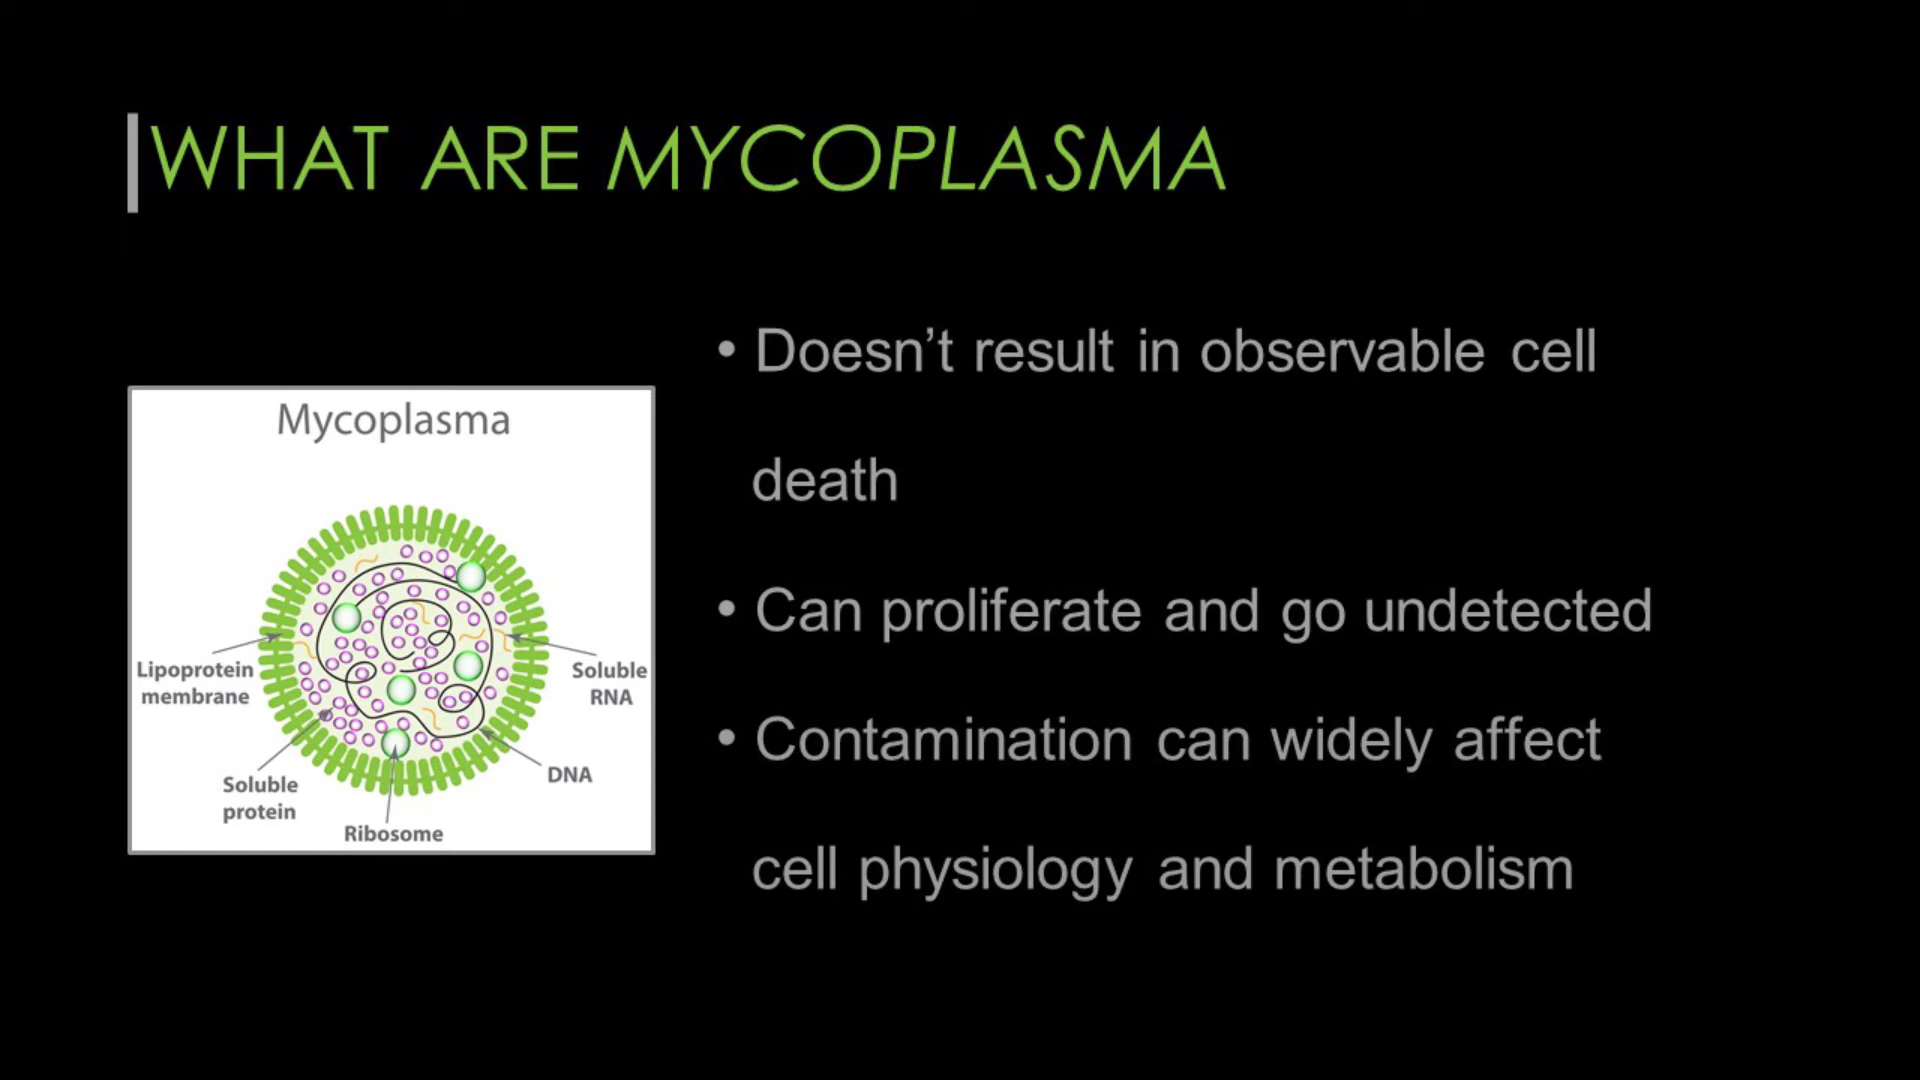 WHAT ARE MYCOPLASMA
Mycoplasma
Lipoprotein
membrane
Soluble
RNA
Soluble
protein
DNA
Ribosome
• Doesn’t result in observable cell
death
• Can proliferate and go undetected
• Contamination can widely affect
cell physiology and metabolism